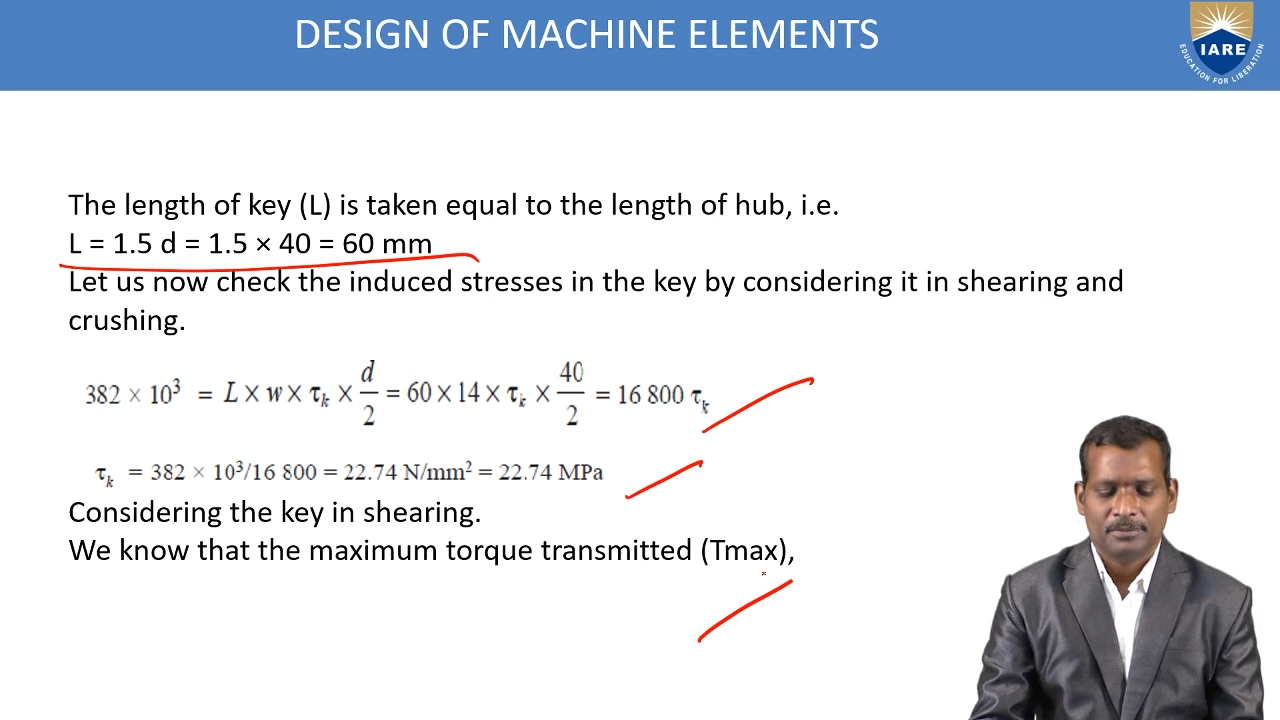 DESIGN OF MACHINE ELEMENTS
IARE
EDUCATION FOR LIBERATION
The length of key (L) is taken equal to the length of hub, i.e.
L = 1.5 d = 1.5 × 40 = 60 mm
Let us now check the induced stresses in the key by considering it in shearing and
crushing.
382 × 10³ = L × w × τₖ × d/2 = 60 × 14 × τₖ × 40/2 = 16 800 τₖ
τₖ = 382 × 10³/16 800 = 22.74 N/mm² = 22.74 MPa
Considering the key in shearing.
We know that the maximum torque transmitted (Tmax),